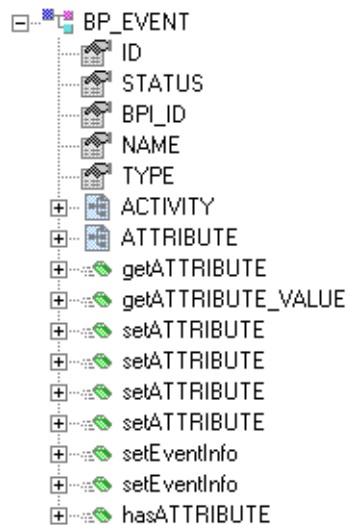 BP_EVENT
ID
STATUS
BPI_ID
NAME
TYPE
ACTIVITY
ATTRIBUTE
getATTRIBUTE
getATTRIBUTE_VALUE
setATTRIBUTE
setATTRIBUTE
setATTRIBUTE
setATTRIBUTE
setEventInfo
setEventInfo
hasATTRIBUTE